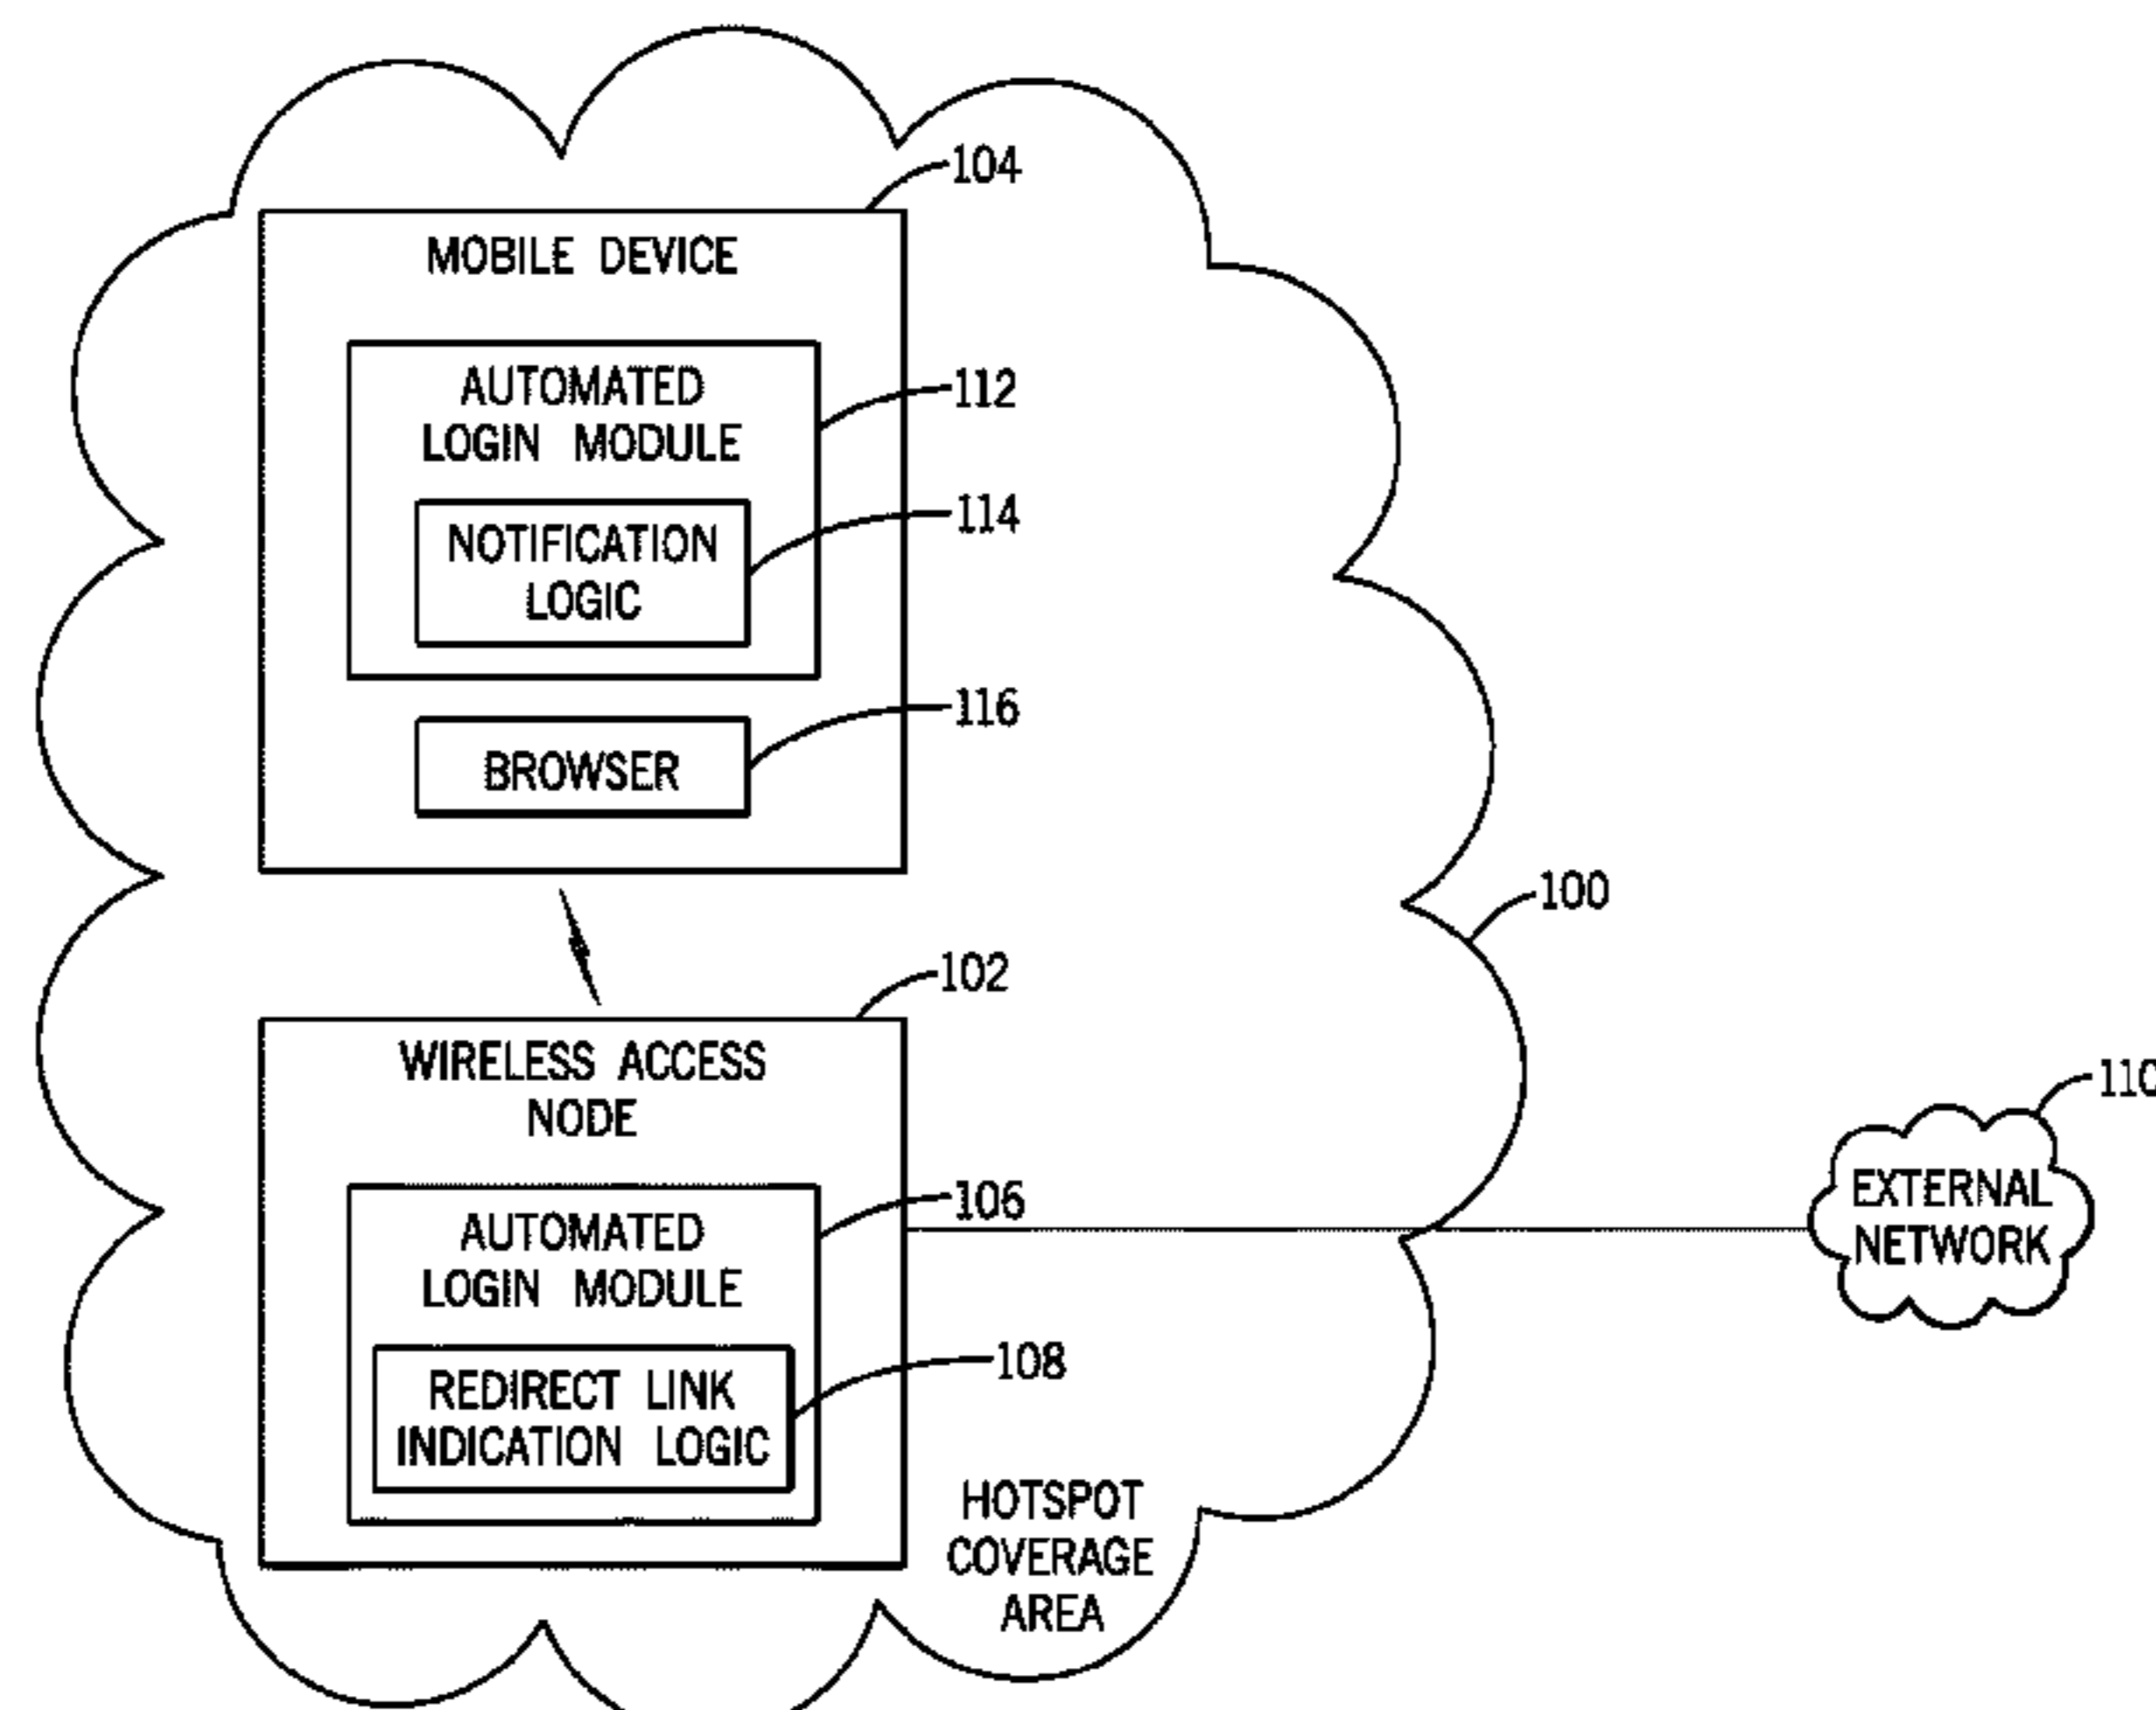 104
MOBILE DEVICE
AUTOMATED
LOGIN MODULE
112
NOTIFICATION
LOGIC
114
BROWSER
116
100
102
WIRELESS ACCESS
NODE
110
AUTOMATED
LOGIN MODULE
106
EXTERNAL
NETWORK
REDIRECT LINK
INDICATION LOGIC
108
HOTSPOT
COVERAGE
AREA